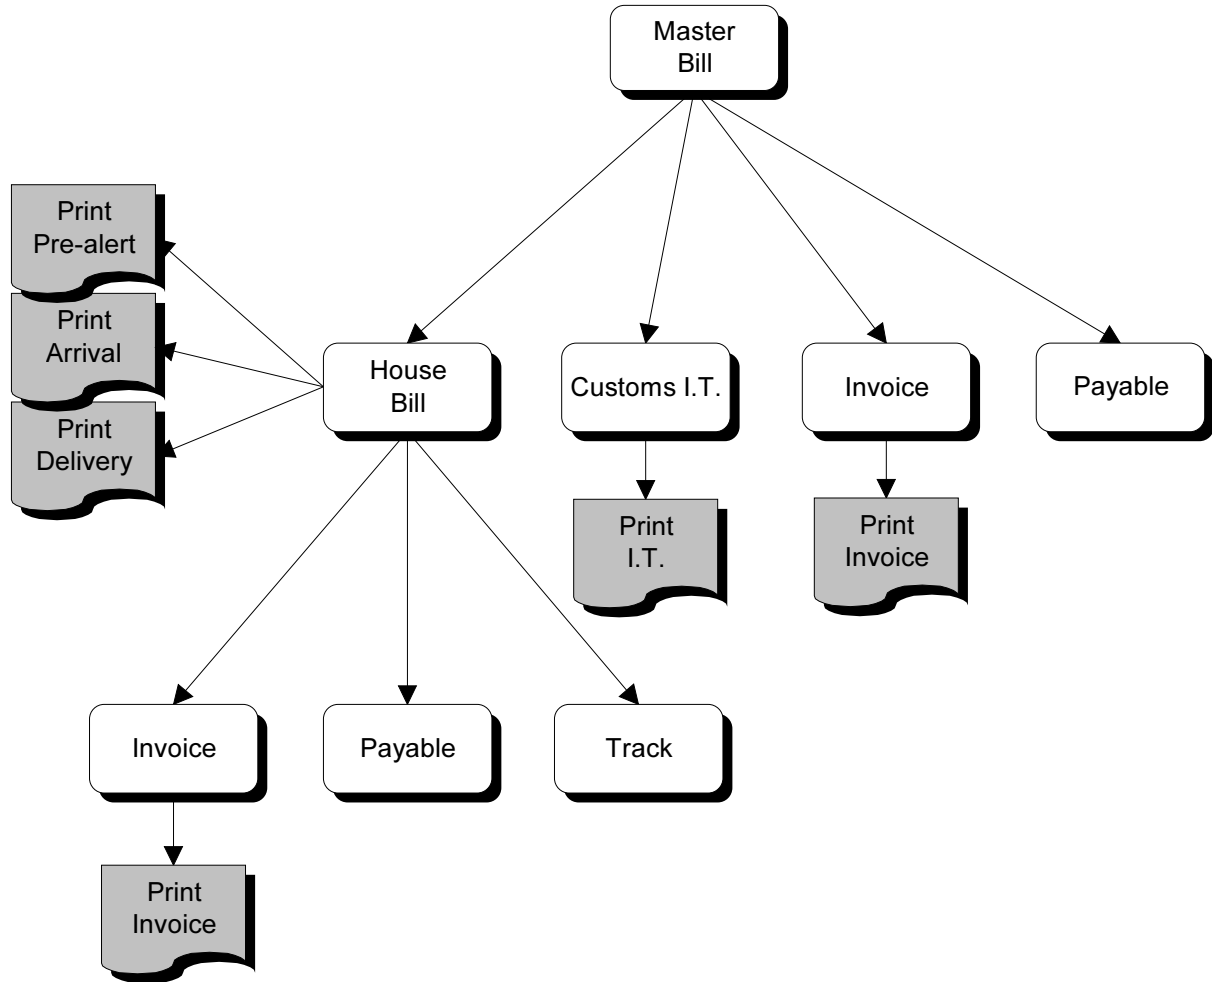 Master
Bill
Print
Pre-alert
Print
Arrival
Print
Delivery
House
Bill
Customs I.T.
Invoice
Payable
Print
I.T.
Print
Invoice
Invoice
Payable
Track
Print
Invoice